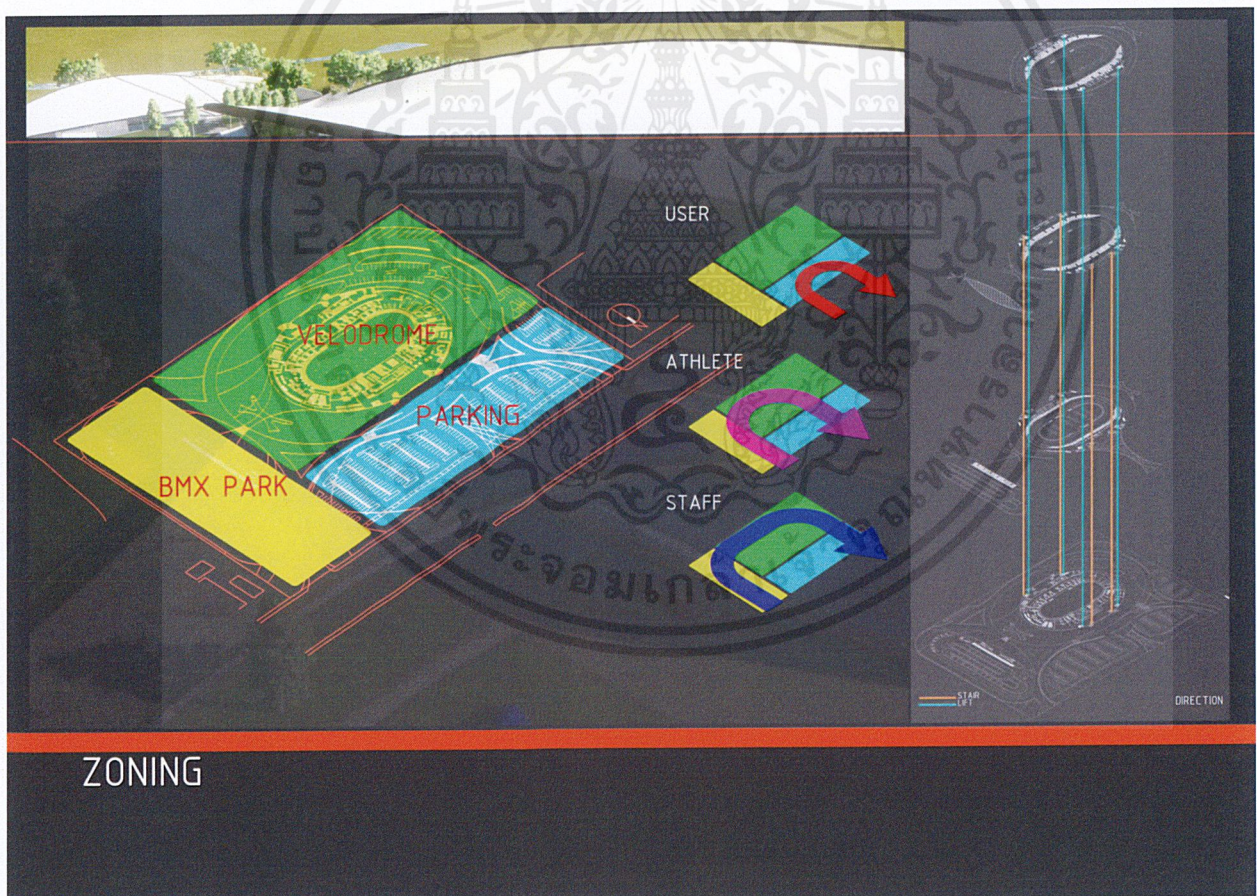 USER
VELODROME
ATHLETE
PARKING
BMX PARK
STAFF
STAIR
LIFT
DIRECTION
ZONING